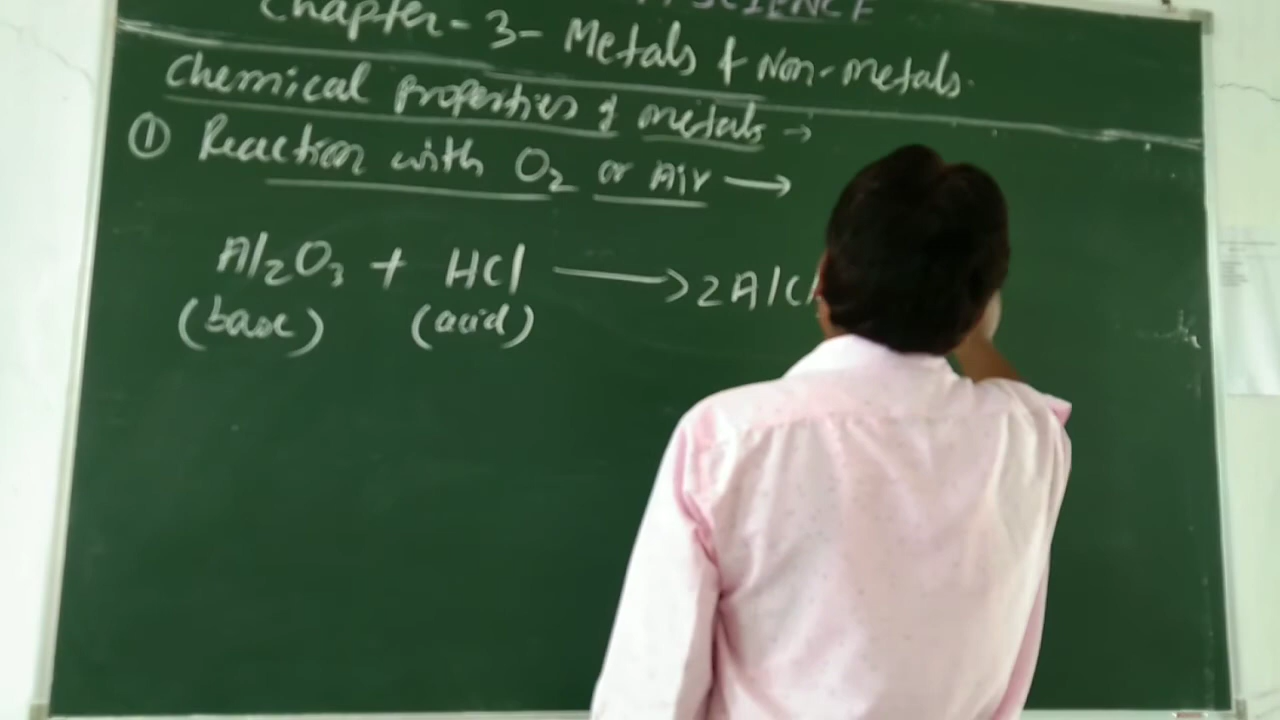 SCIENCE
Chapter - 3 - Metals & Non-metals.
Chemical properties of metals →
① Reaction with O₂ or Air →
Al₂O₃ + HCl → 2AlCl
(base) (acid)